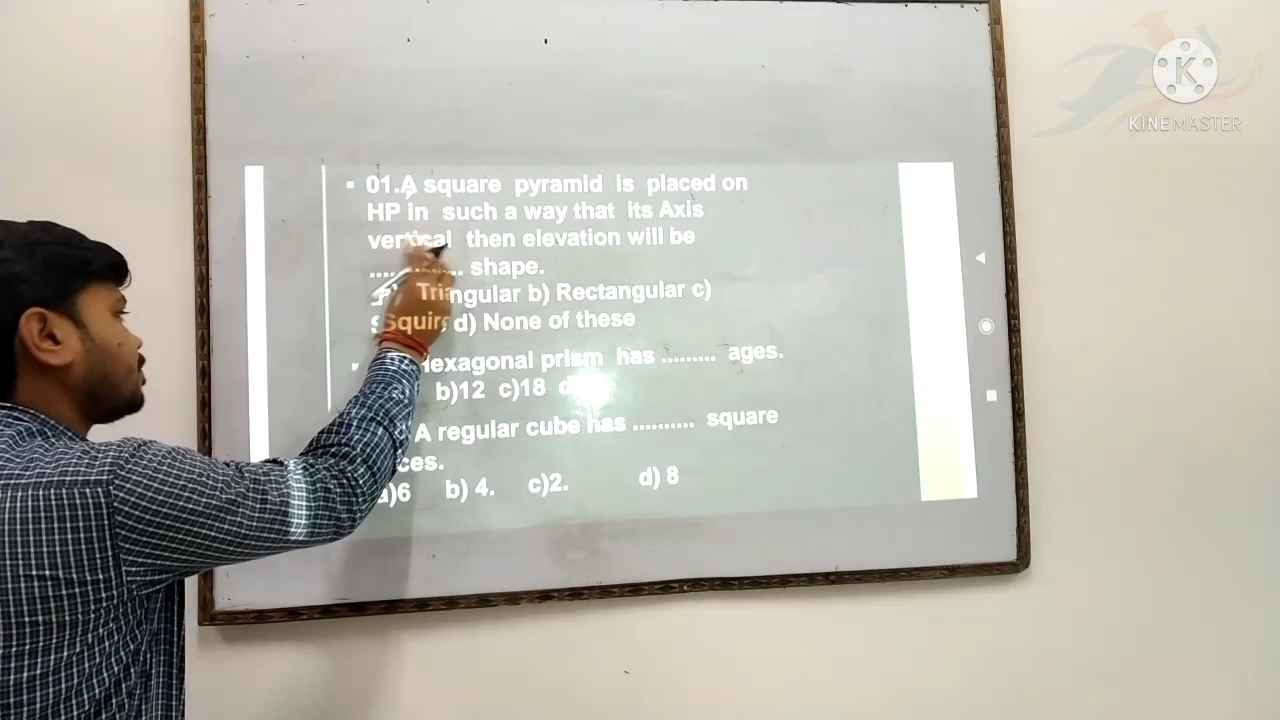 01.A square pyramid is placed on
HP in such a way that its Axis
vertical then elevation will be
.... ........ shape.
Triangular b) Rectangular c)
d) None of these
Hexagonal prism has ......... ages.
b)12 c)18
A regular cube has .......... square
a)6 b) 4. c)2. d) 8
K
KINEMASTER